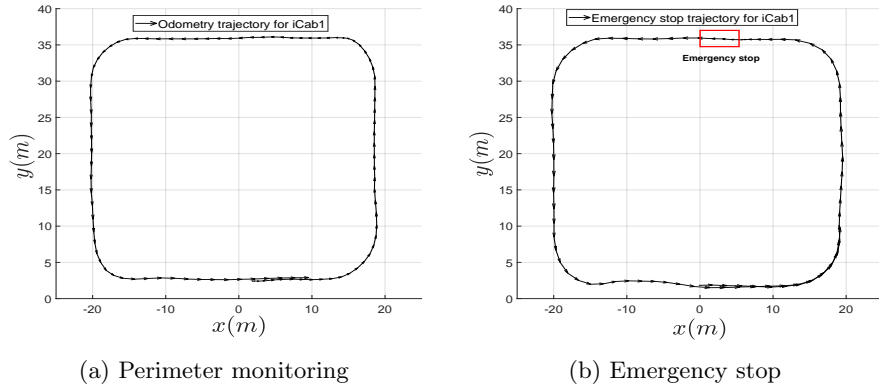 Odometry trajectory for iCab1
40
35
30
25
20
15
10
5
0
y(m)
-20 -10 0 10 20
x(m)
(a) Perimeter monitoring
Emergency stop trajectory for iCab1
Emergency stop
40
35
30
25
20
15
10
5
0
y(m)
-20 -10 0 10 20
x(m)
(b) Emergency stop